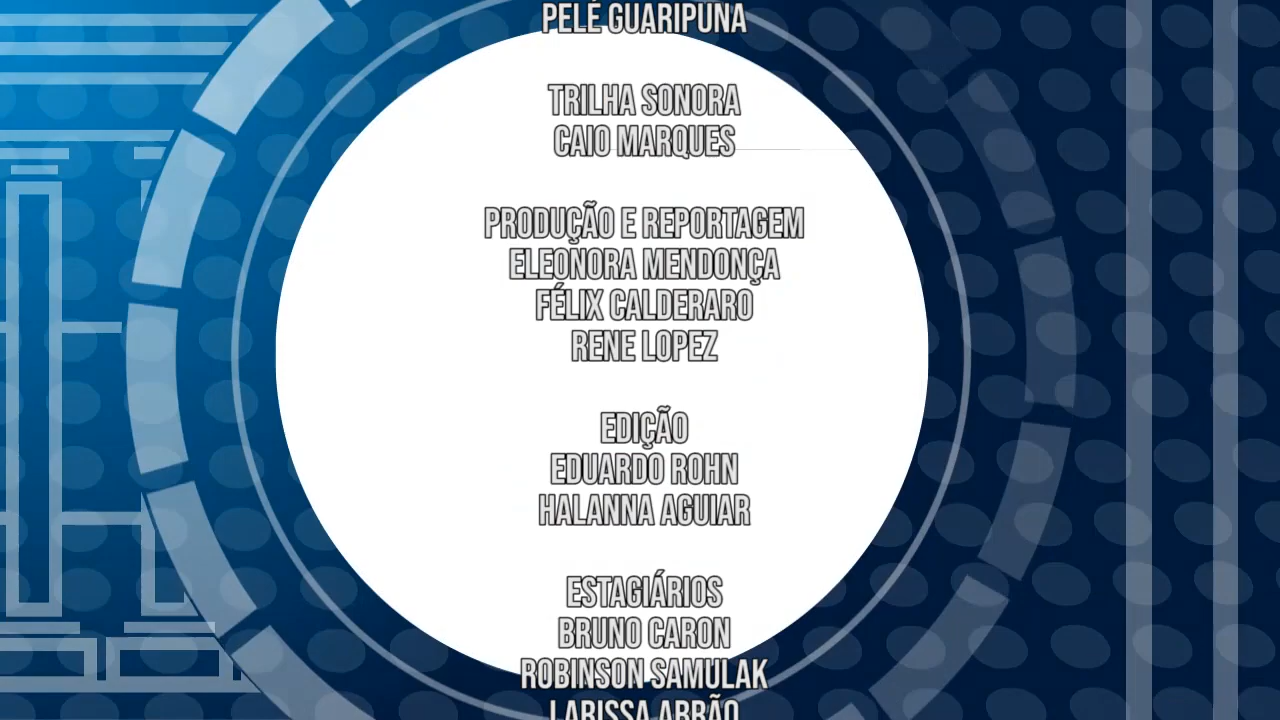 PELÉ GUARIPUNA
TRILHA SONORA
CAIO MARQUES
PRODUÇÃO E REPORTAGEM
ELEONORA MENDONÇA
FÉLIX CALDERARO
RENE LOPEZ
EDIÇÃO
EDUARDO ROHN
HALANNA AGUIAR
ESTAGIÁRIOS
BRUNO CARON
ROBINSON SAMULAK
LARISSA ABRÃO